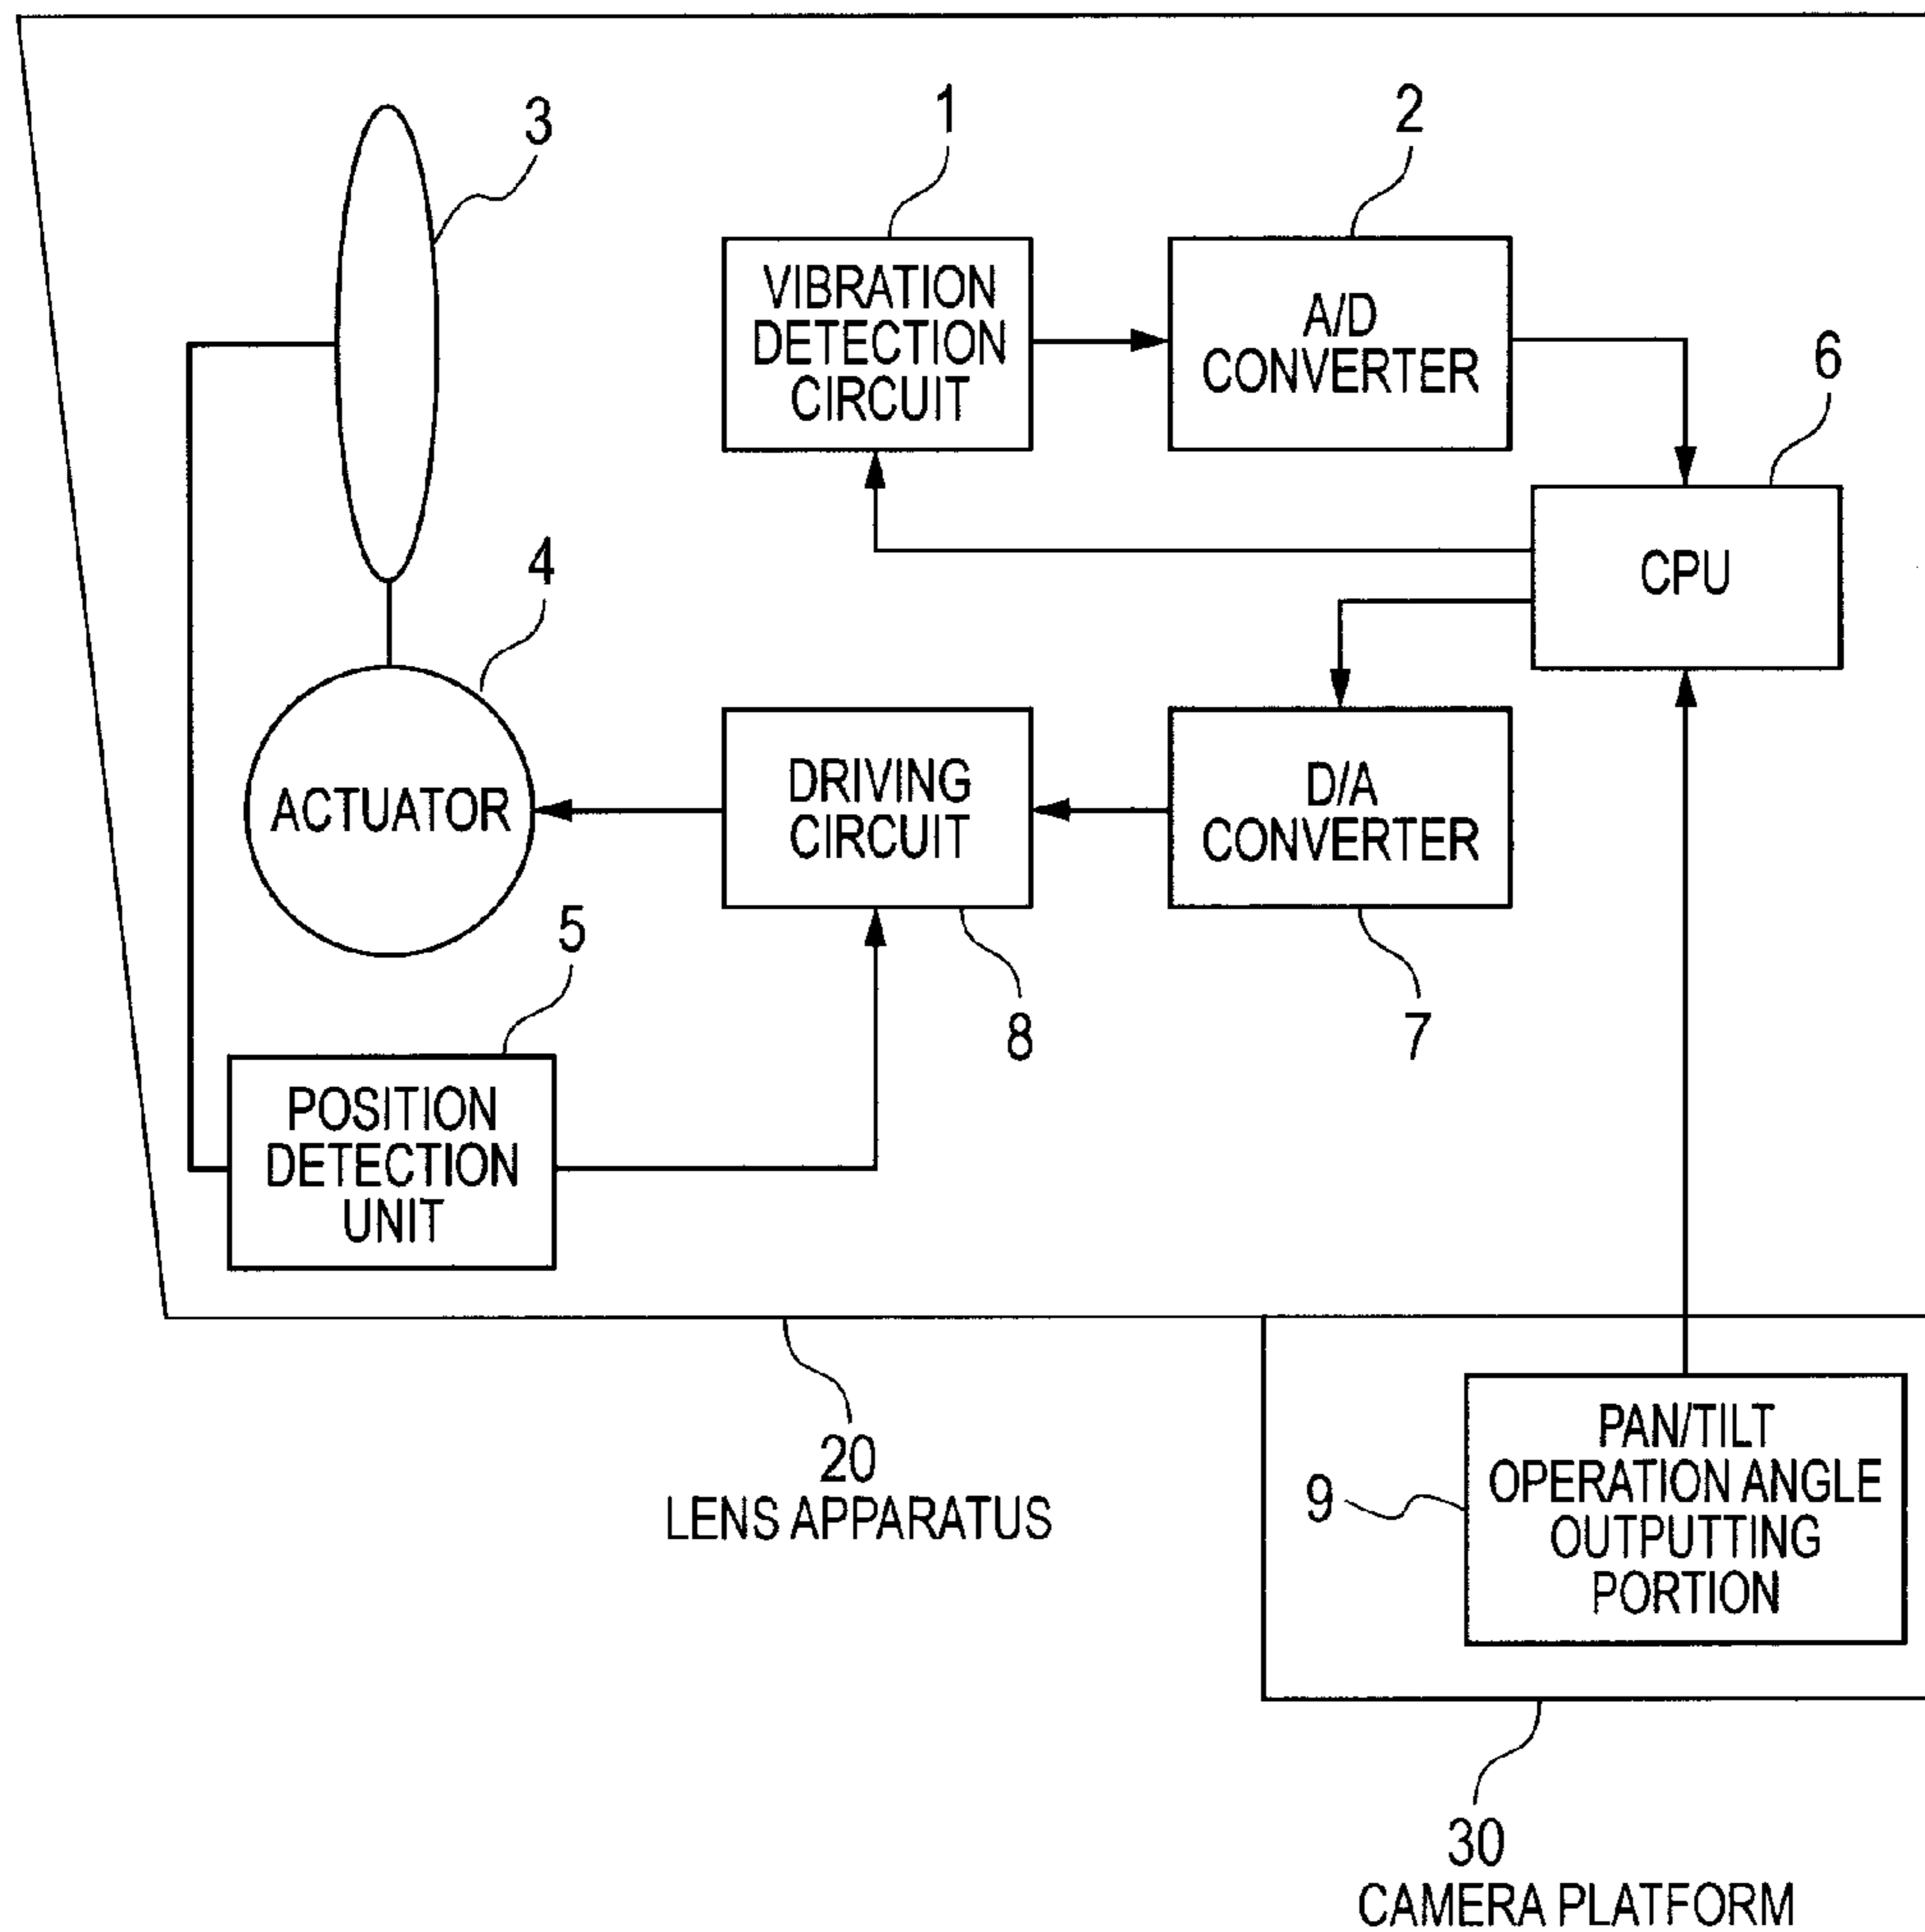 3
1
2
VIBRATION
DETECTION
CIRCUIT
A/D
CONVERTER
6
CPU
4
ACTUATOR
DRIVING
CIRCUIT
D/A
CONVERTER
5
8
7
POSITION
DETECTION
UNIT
20
LENS APPARATUS
9
PAN/TILT
OPERATION ANGLE
OUTPUTTING
PORTION
30
CAMERA PLATFORM